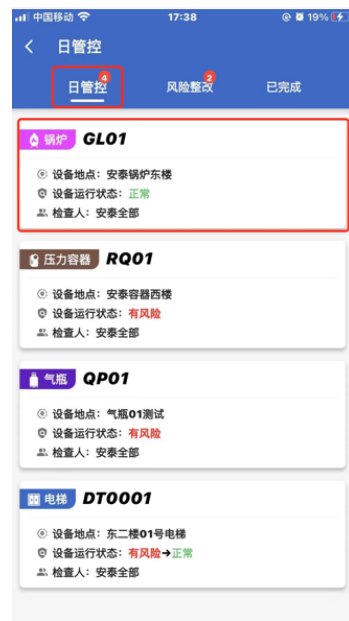 中国移动 17:38 19%
日管控
日管控 4 风险整改 2 已完成
锅炉 GL01
设备地点：安泰锅炉东楼
设备运行状态：正常
检查人：安泰全部
压力容器 RQ01
设备地点：安泰容器西楼
设备运行状态：有风险
检查人：安泰全部
气瓶 QP01
设备地点：气瓶01测试
设备运行状态：有风险
检查人：安泰全部
电梯 DT0001
设备地点：东二楼01号电梯
设备运行状态：有风险→正常
检查人：安泰全部